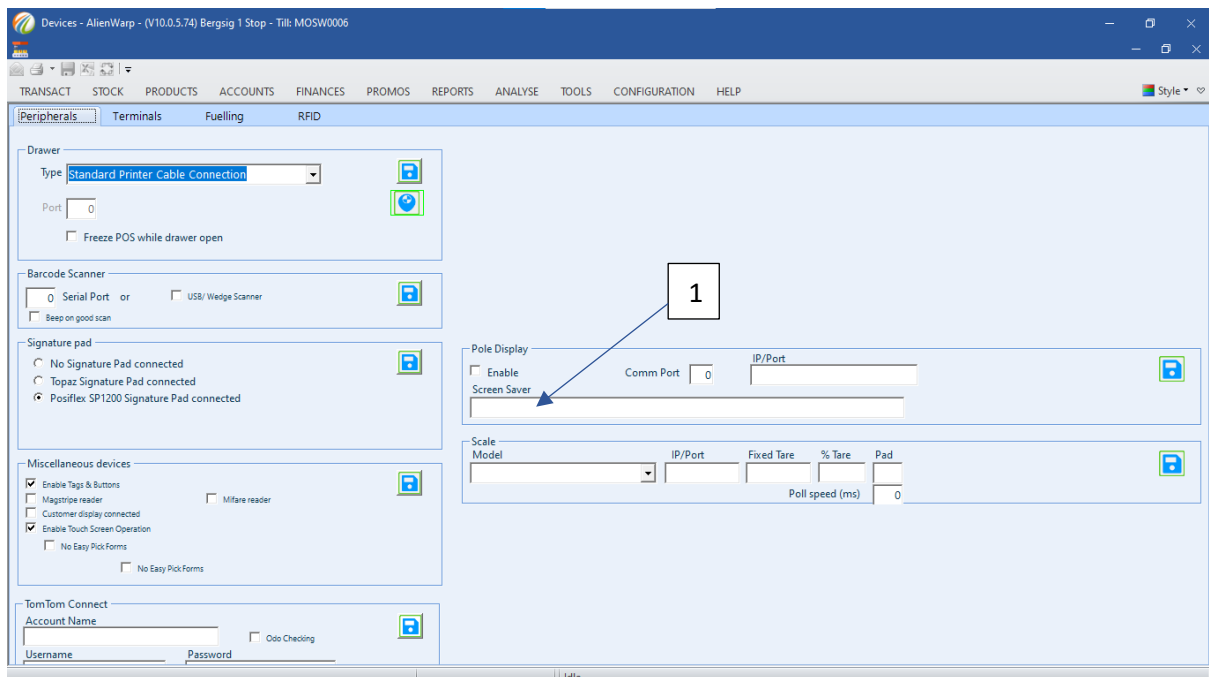 Devices - AlienWarp - (V10.0.5.74) Bergsig 1 Stop - Till: MOSW0006
TRANSACT STOCK PRODUCTS ACCOUNTS FINANCES PROMOS REPORTS ANALYSE TOOLS CONFIGURATION HELP Style
Peripherals Terminals Fuelling RFID
Drawer
Type Standard Printer Cable Connection
Port 0
Freeze POS while drawer open
Barcode Scanner
0 Serial Port or USB/ Wedge Scanner
Beep on good scan
Signature pad
No Signature Pad connected
Topaz Signature Pad connected
Posiflex SP1200 Signature Pad connected
Miscellaneous devices
Enable Tags & Buttons
Magstripe reader Mifare reader
Customer display connected
Enable Touch Screen Operation
No Easy Pick Forms
No Easy Pick Forms
TomTom Connect
Account Name
Odo Checking
Username Password
1
Pole Display
IP/Port
Enable Comm Port 0
Screen Saver
Scale
Model IP/Port Fixed Tare % Tare Pad
Poll speed (ms) 0
Idle